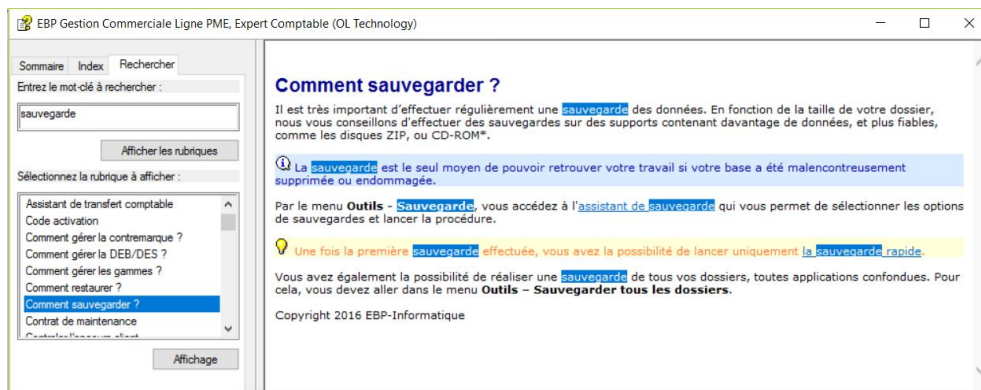 EBP Gestion Commerciale Ligne PME, Expert Comptable (OL Technology)
Sommaire Index Rechercher
Entrez le mot-clé à rechercher :
sauvegarde
Afficher les rubriques
Sélectionnez la rubrique à afficher :
Assistant de transfert comptable
Code activation
Comment gérer la contremarque ?
Comment gérer la DEB/DES ?
Comment gérer les gammes ?
Comment restaurer ?
Comment sauvegarder ?
Contrat de maintenance
Affichage
Comment sauvegarder ?
Il est très important d'effectuer régulièrement une sauvegarde des données. En fonction de la taille de votre dossier,
nous vous conseillons d'effectuer des sauvegardes sur des supports contenant davantage de données, et plus fiables,
comme les disques ZIP, ou CD-ROM*.
La sauvegarde est le seul moyen de pouvoir retrouver votre travail si votre base a été malencontreusement
supprimée ou endommagée.
Par le menu Outils - Sauvegarde, vous accédez à l'assistant de sauvegarde qui vous permet de sélectionner les options
de sauvegardes et lancer la procédure.
Une fois la première sauvegarde effectuée, vous avez la possibilité de lancer uniquement la sauvegarde rapide.
Vous avez également la possibilité de réaliser une sauvegarde de tous vos dossiers, toutes applications confondues. Pour
cela, vous devez aller dans le menu Outils – Sauvegarder tous les dossiers.
Copyright 2016 EBP-Informatique